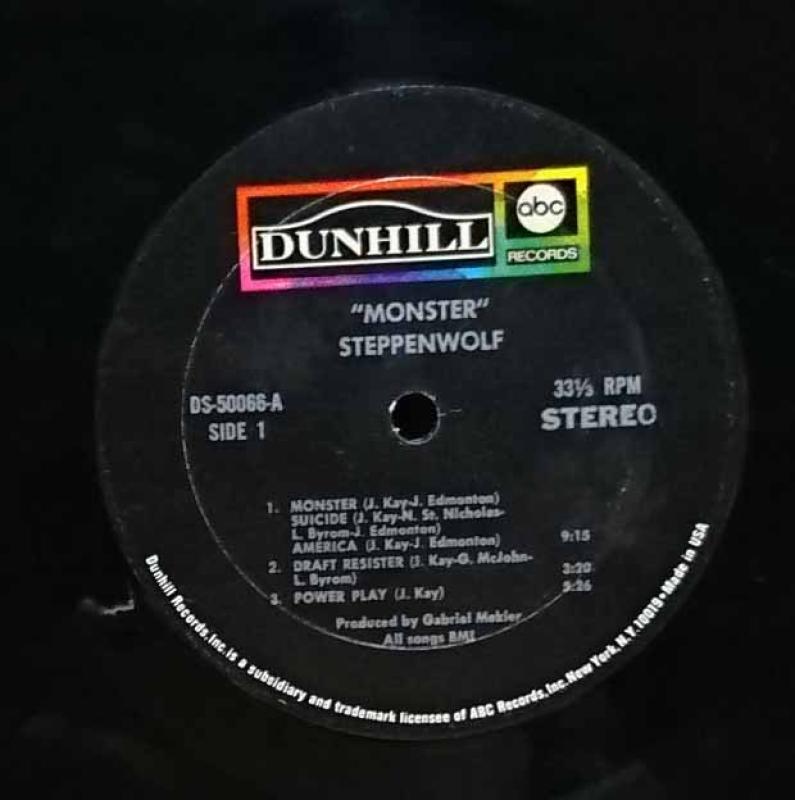 DUNHILL
abc
RECORDS
"MONSTER"
STEPPENWOLF
DS-50066-A
SIDE 1
33⅓ RPM
STEREO
1. MONSTER (J. Kay-J. Edmonton)
SUICIDE (J. Kay-N. St. Nicholas-
L. Byrom-J. Edmonton)
AMERICA (J. Kay-J. Edmonton) 9:15
2. DRAFT RESISTER (J. Kay-G. McJohn-
L. Byrom) 3:20
3. POWER PLAY (J. Kay) 5:26
Produced by Gabriel Mekler
All songs BMI
Dunhill Records, Inc. is a subsidiary and trademark licensee of ABC Records, Inc. New York, N.Y. 10019 • Made in USA